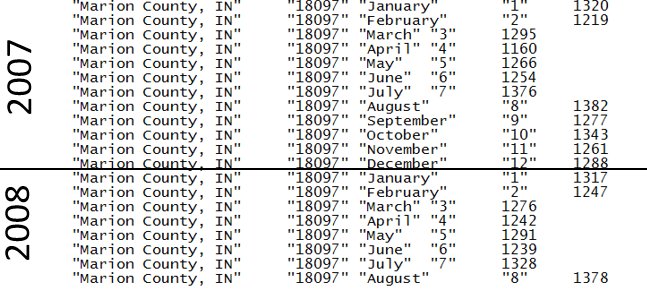 2007
"Marion County, IN" "18097" "January" "1" 1320
"Marion County, IN" "18097" "February" "2" 1219
"Marion County, IN" "18097" "March" "3" 1295
"Marion County, IN" "18097" "April" "4" 1160
"Marion County, IN" "18097" "May" "5" 1266
"Marion County, IN" "18097" "June" "6" 1254
"Marion County, IN" "18097" "July" "7" 1376
"Marion County, IN" "18097" "August" "8" 1382
"Marion County, IN" "18097" "September" "9" 1277
"Marion County, IN" "18097" "October" "10" 1343
"Marion County, IN" "18097" "November" "11" 1261
"Marion County, IN" "18097" "December" "12" 1288
2008
"Marion County, IN" "18097" "January" "1" 1317
"Marion County, IN" "18097" "February" "2" 1247
"Marion County, IN" "18097" "March" "3" 1276
"Marion County, IN" "18097" "April" "4" 1242
"Marion County, IN" "18097" "May" "5" 1291
"Marion County, IN" "18097" "June" "6" 1239
"Marion County, IN" "18097" "July" "7" 1328
"Marion County, IN" "18097" "August" "8" 1378